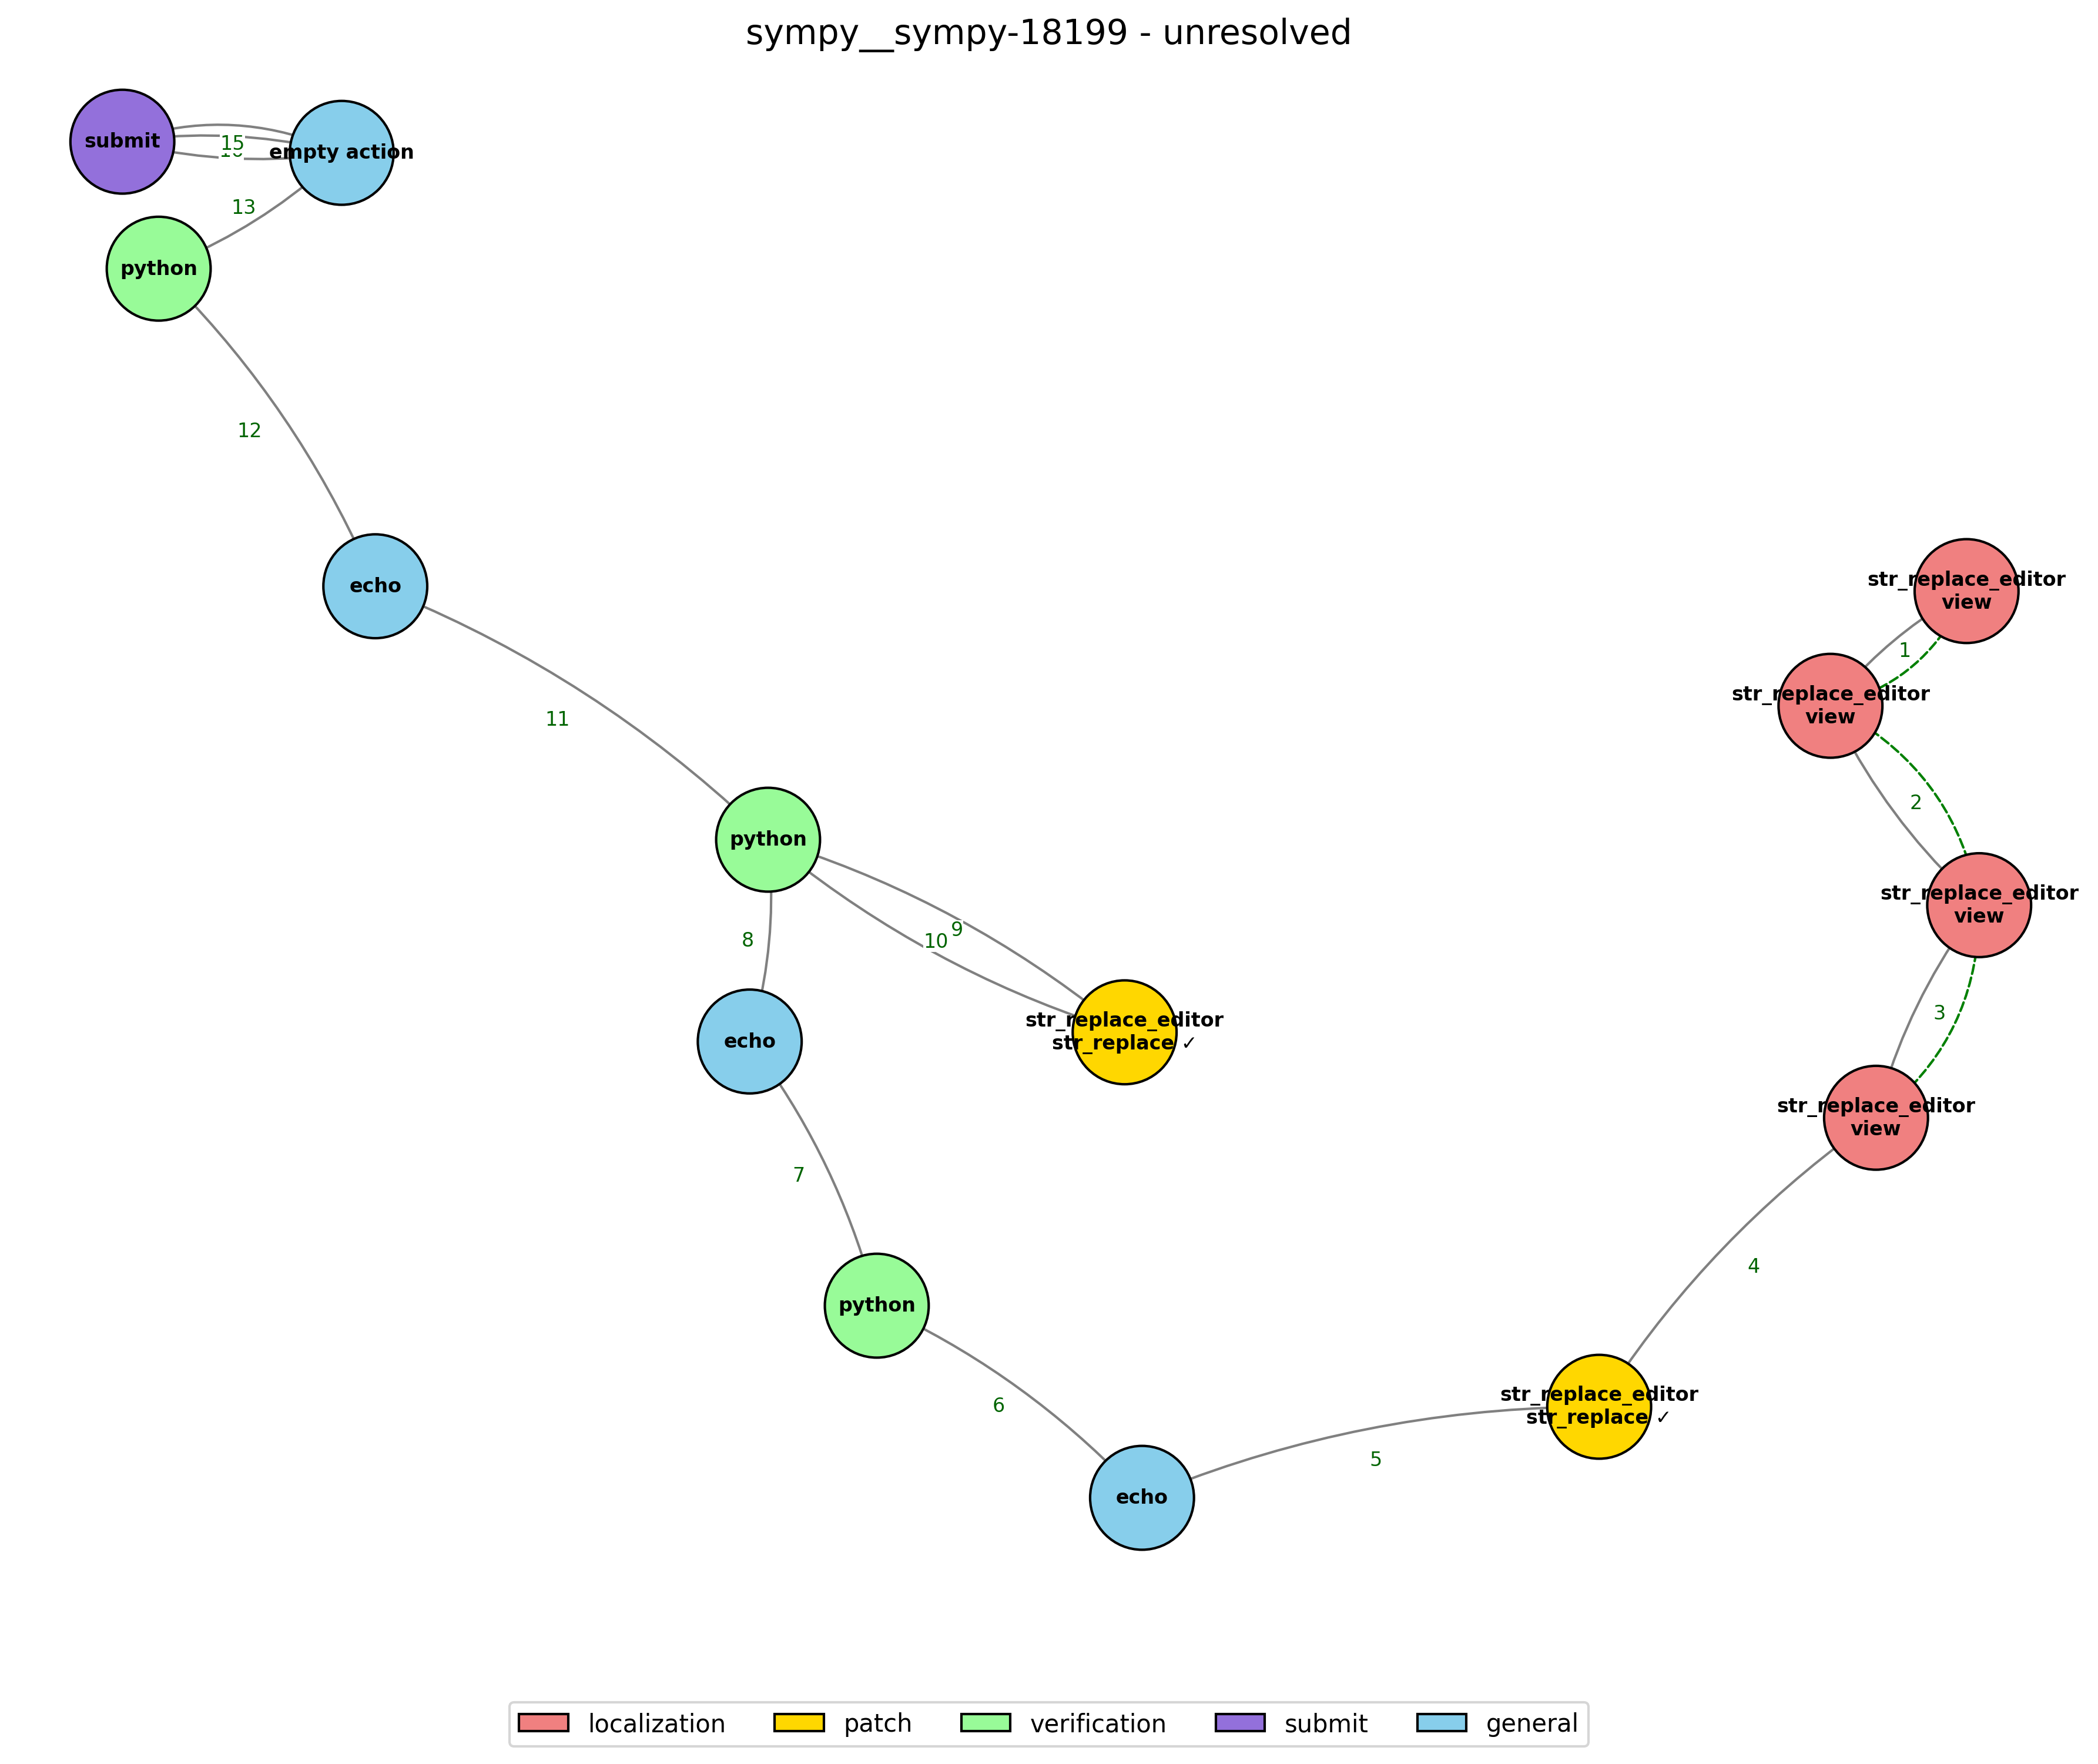 sympy__sympy-18199 - unresolved
submit
15
empty action
13
python
12
echo
11
str_replace_editor
view
1
str_replace_editor
view
2
python
str_replace_editor
view
8
9
10
3
echo
str_replace_editor
str_replace ✓
str_replace_editor
view
7
4
python
6
str_replace_editor
str_replace ✓
5
echo
localization
patch
verification
submit
general